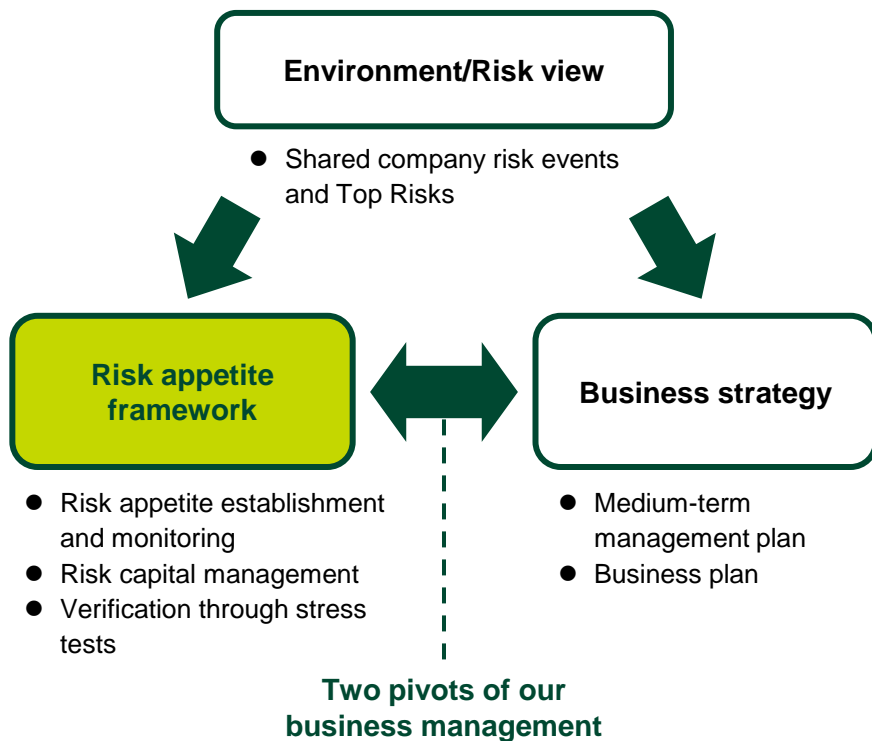 Environment/Risk view
● Shared company risk events
and Top Risks
Risk appetite
framework
● Risk appetite establishment
and monitoring
● Risk capital management
● Verification through stress
tests
Business strategy
● Medium-term
management plan
● Business plan
Two pivots of our
business management